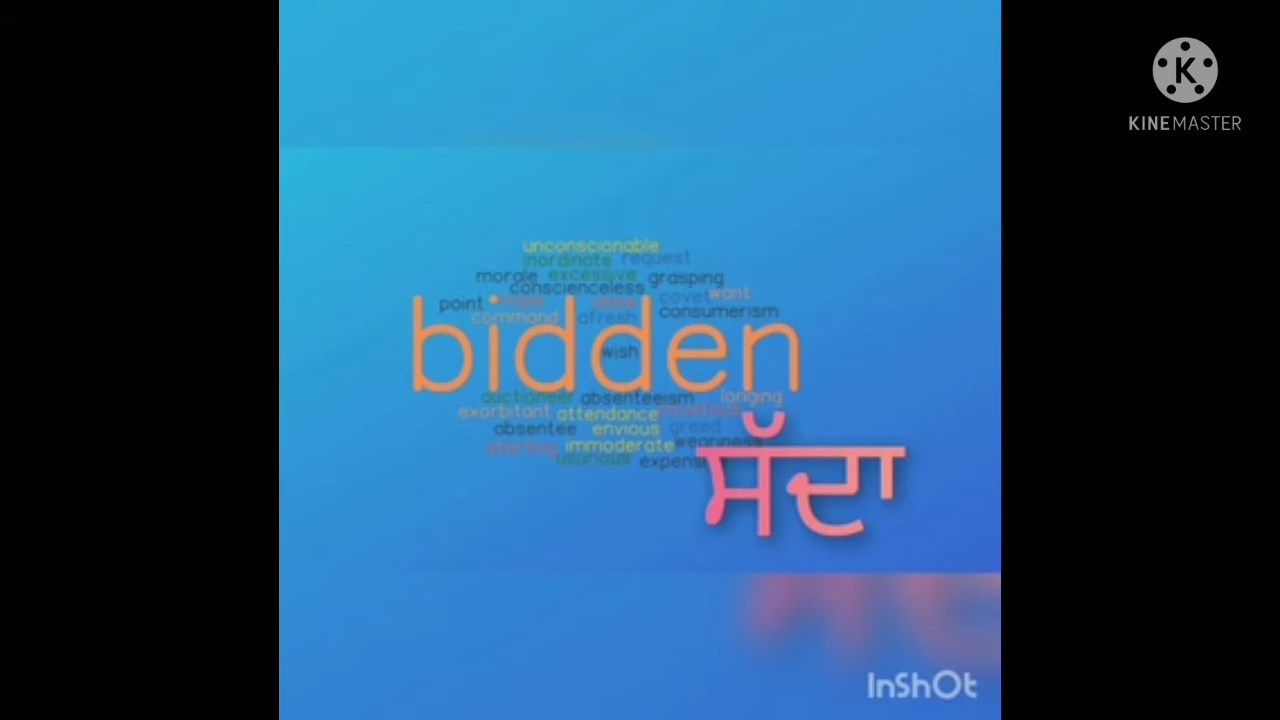 KINEMASTER
unconscionable
inordinate request
morale excessive grasping
conscienceless
covet want
point
command afresh consumerism
bidden
wish
auctioneer absenteeism longing
exorbitant attendance covetous
absentee envious greed
immoderate weariness
usurious
ਸੱਦਾ
InShOt